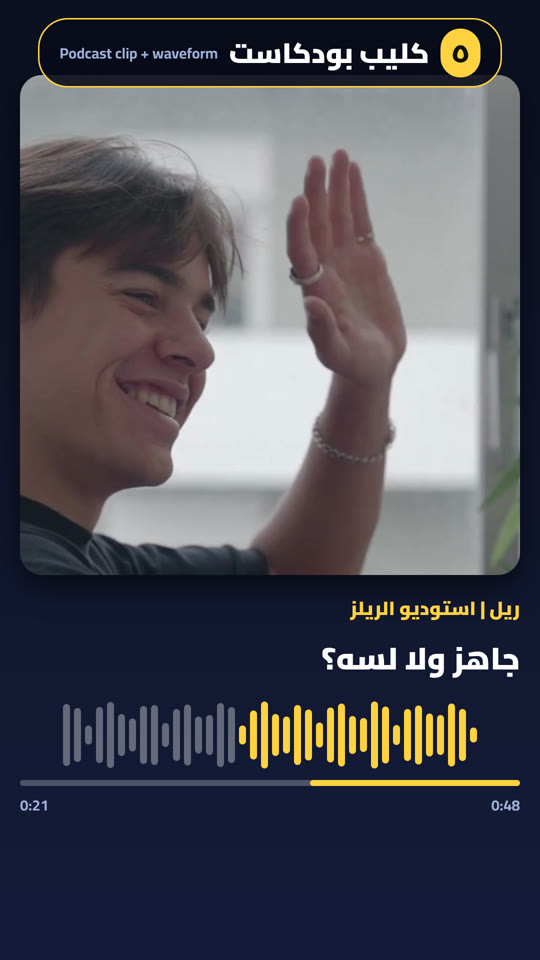 ٥ كليب بودكاست Podcast clip + waveform
ريل | استوديو الريلز
جاهز ولا لسه؟
0:21 0:48